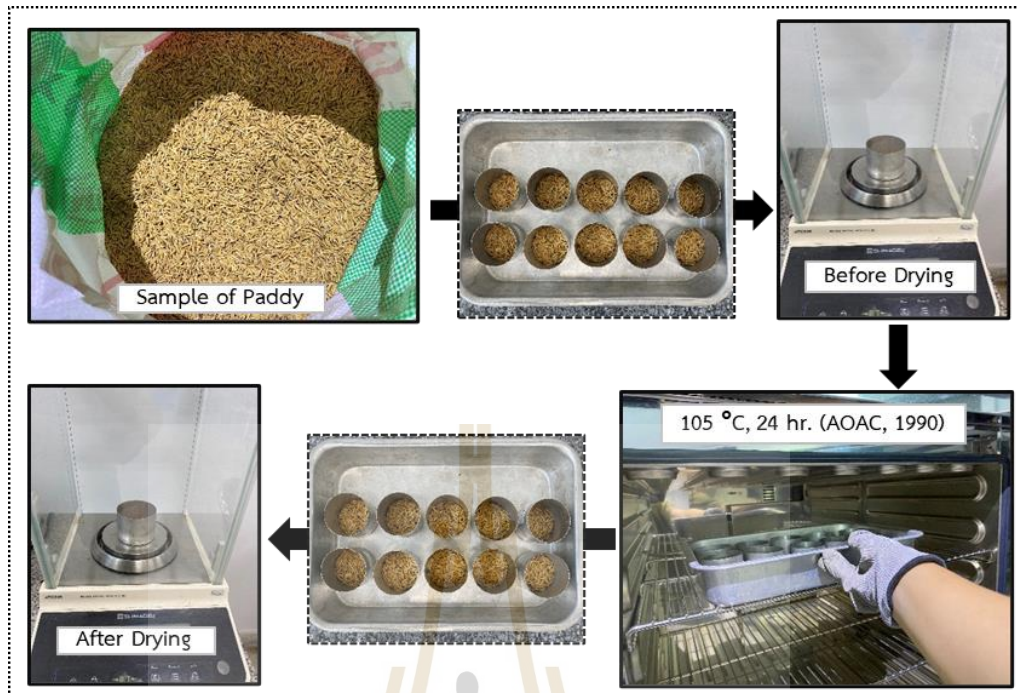 Sample of Paddy
Before Drying
105 °C, 24 hr. (AOAC, 1990)
After Drying